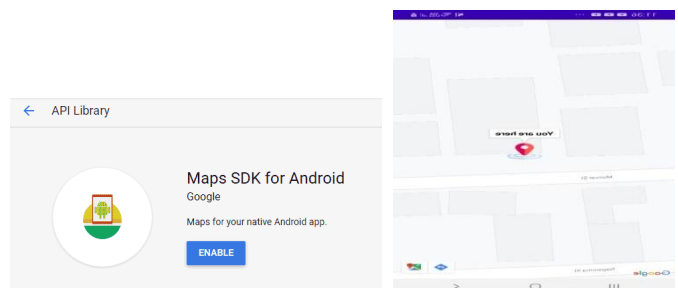 API Library
Maps SDK for Android
Google
Maps for your native Android app.
ENABLE
You are here
Google